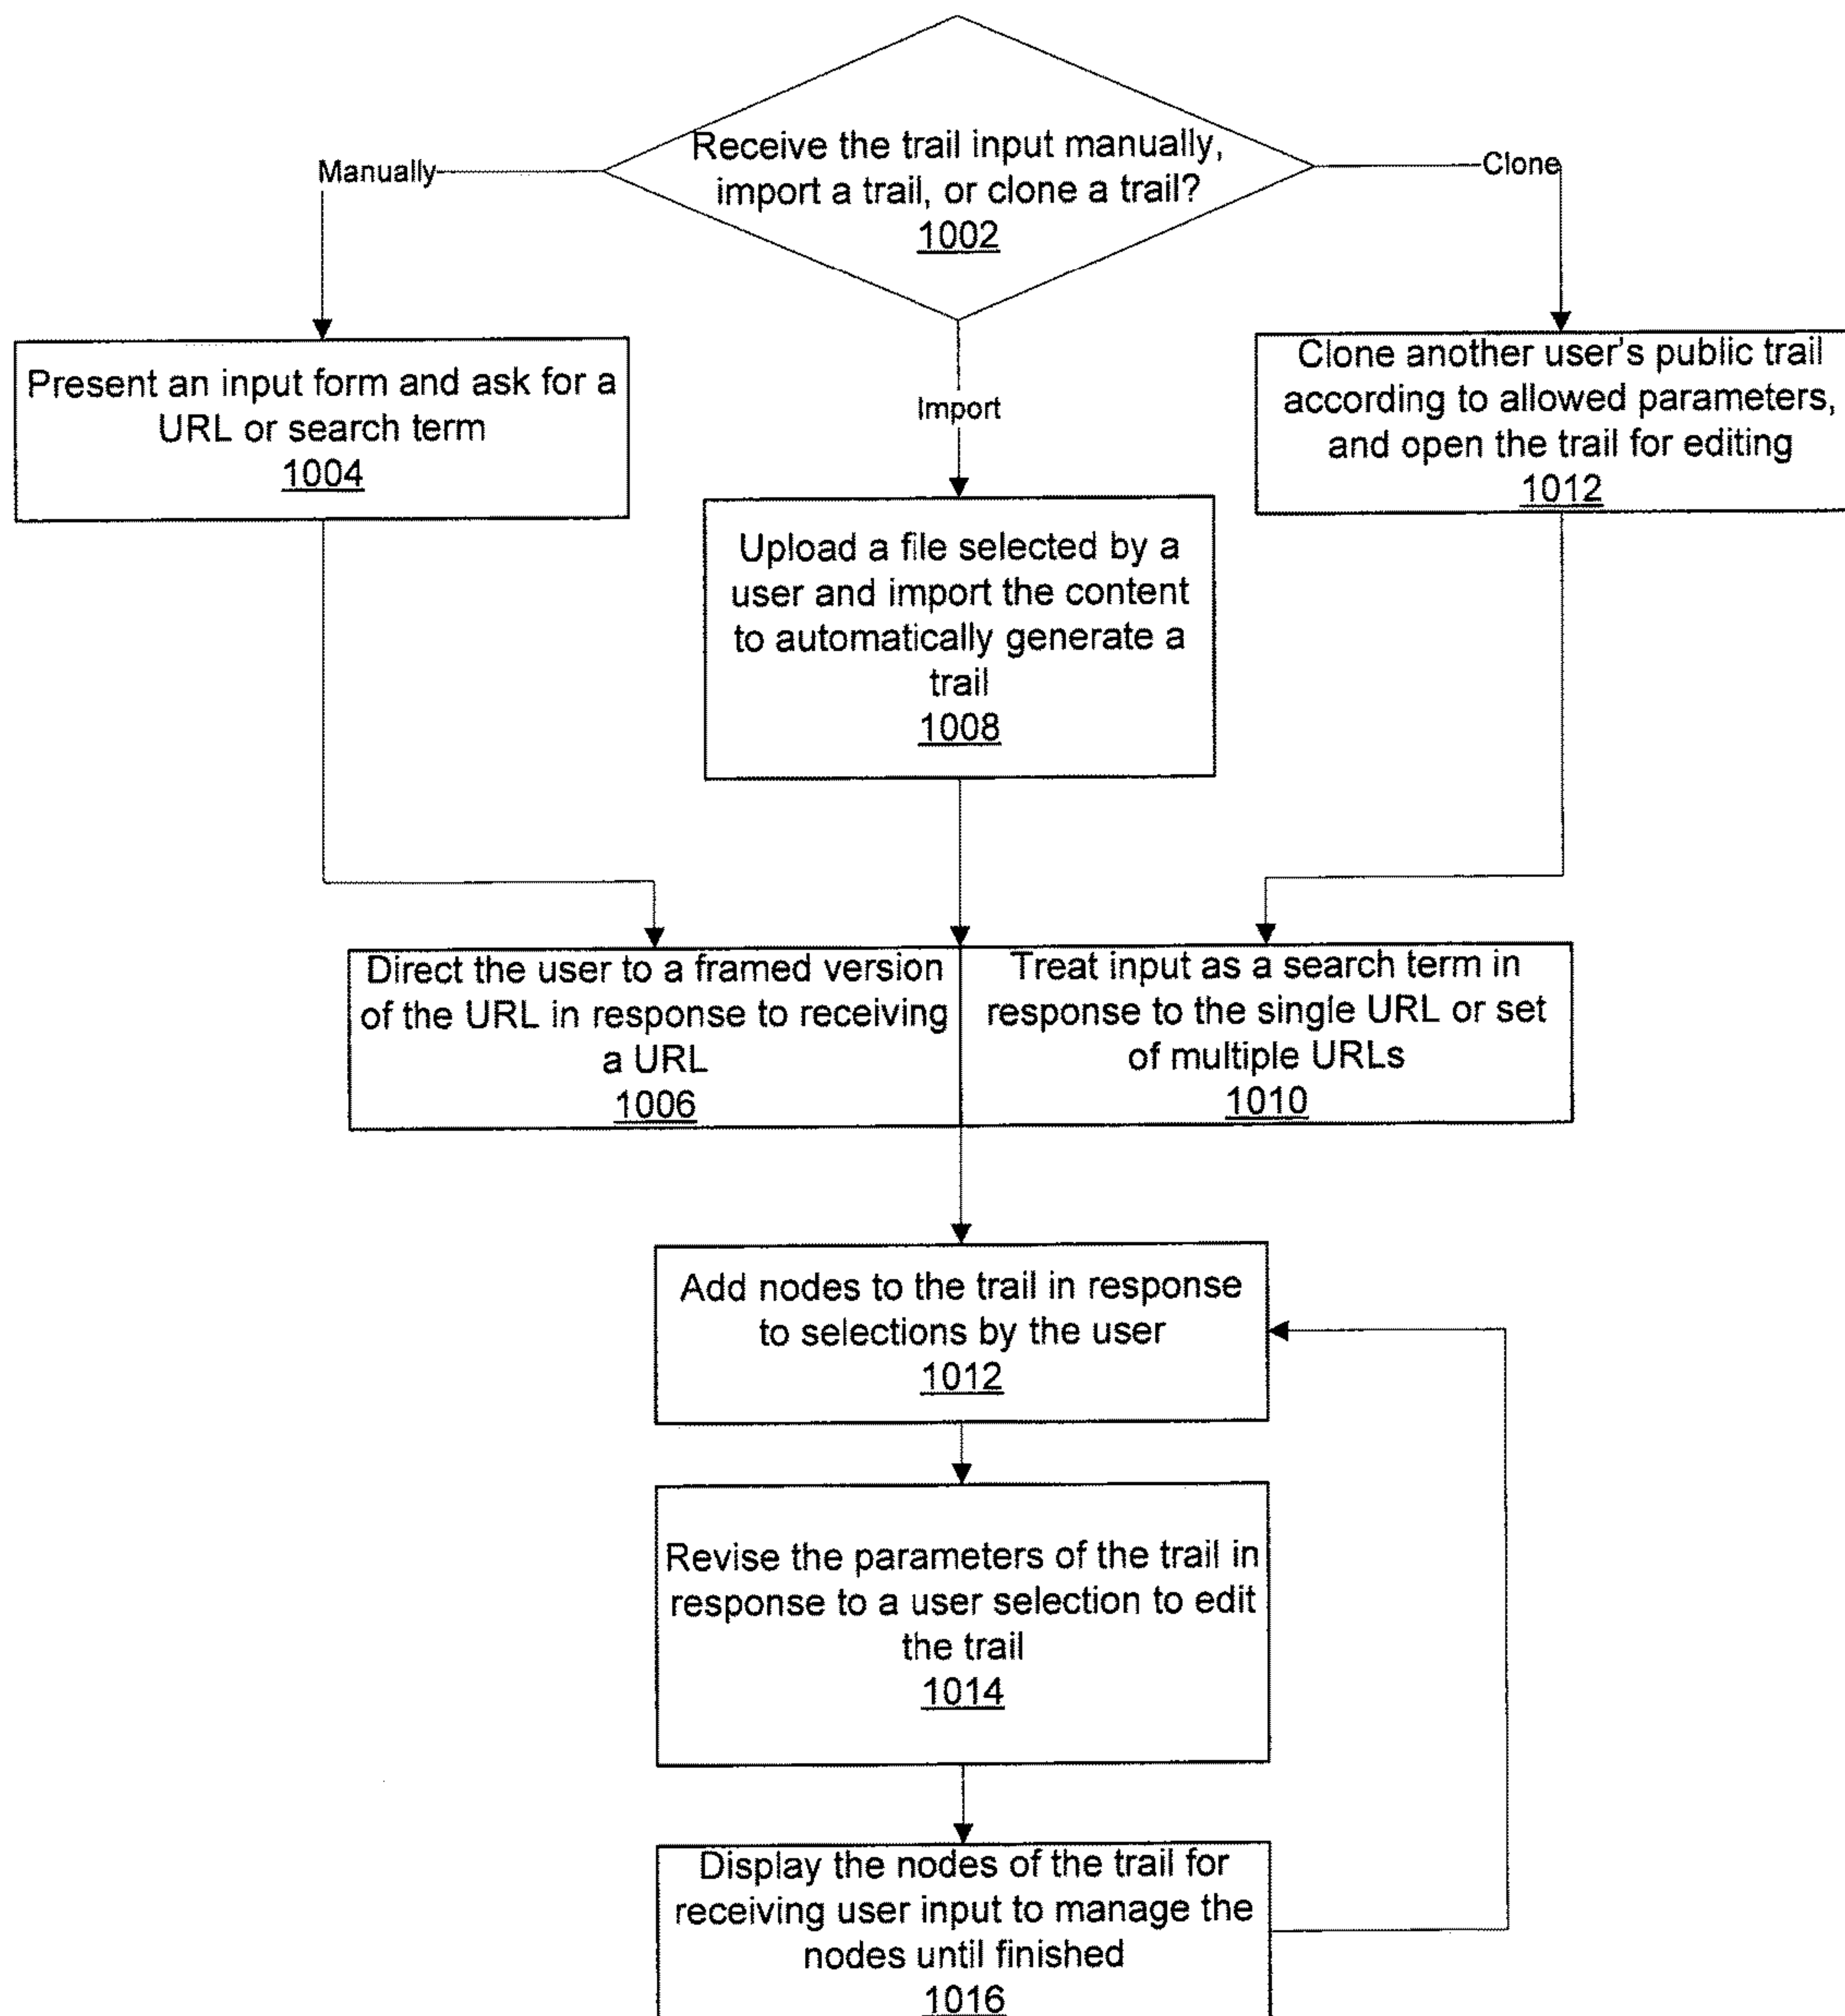 Receive the trail input manually,
import a trail, or clone a trail?
1002
Manually
Clone
Import
Present an input form and ask for a
URL or search term
1004
Clone another user's public trail
according to allowed parameters,
and open the trail for editing
1012
Upload a file selected by a
user and import the content
to automatically generate a
trail
1008
Direct the user to a framed version
of the URL in response to receiving
a URL
1006
Treat input as a search term in
response to the single URL or set
of multiple URLs
1010
Add nodes to the trail in response
to selections by the user
1012
Revise the parameters of the trail in
response to a user selection to edit
the trail
1014
Display the nodes of the trail for
receiving user input to manage the
nodes until finished
1016